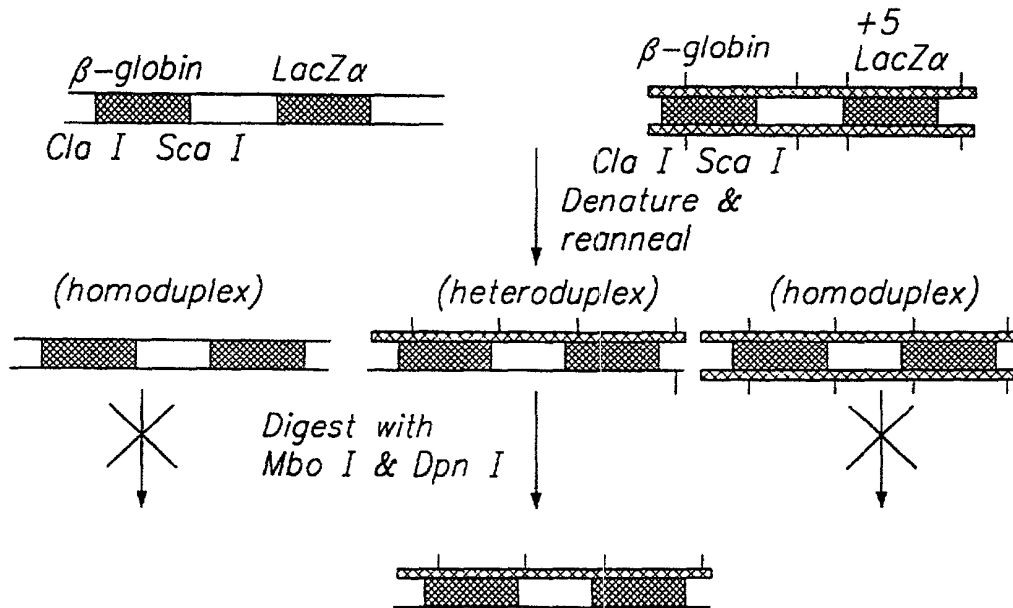 β-globin LacZα
Cla I Sca I
β-globin
+5
LacZα
Cla I Sca I
Denature &
reanneal
(homoduplex)
(heteroduplex)
(homoduplex)
Digest with
Mbo I & Dpn I